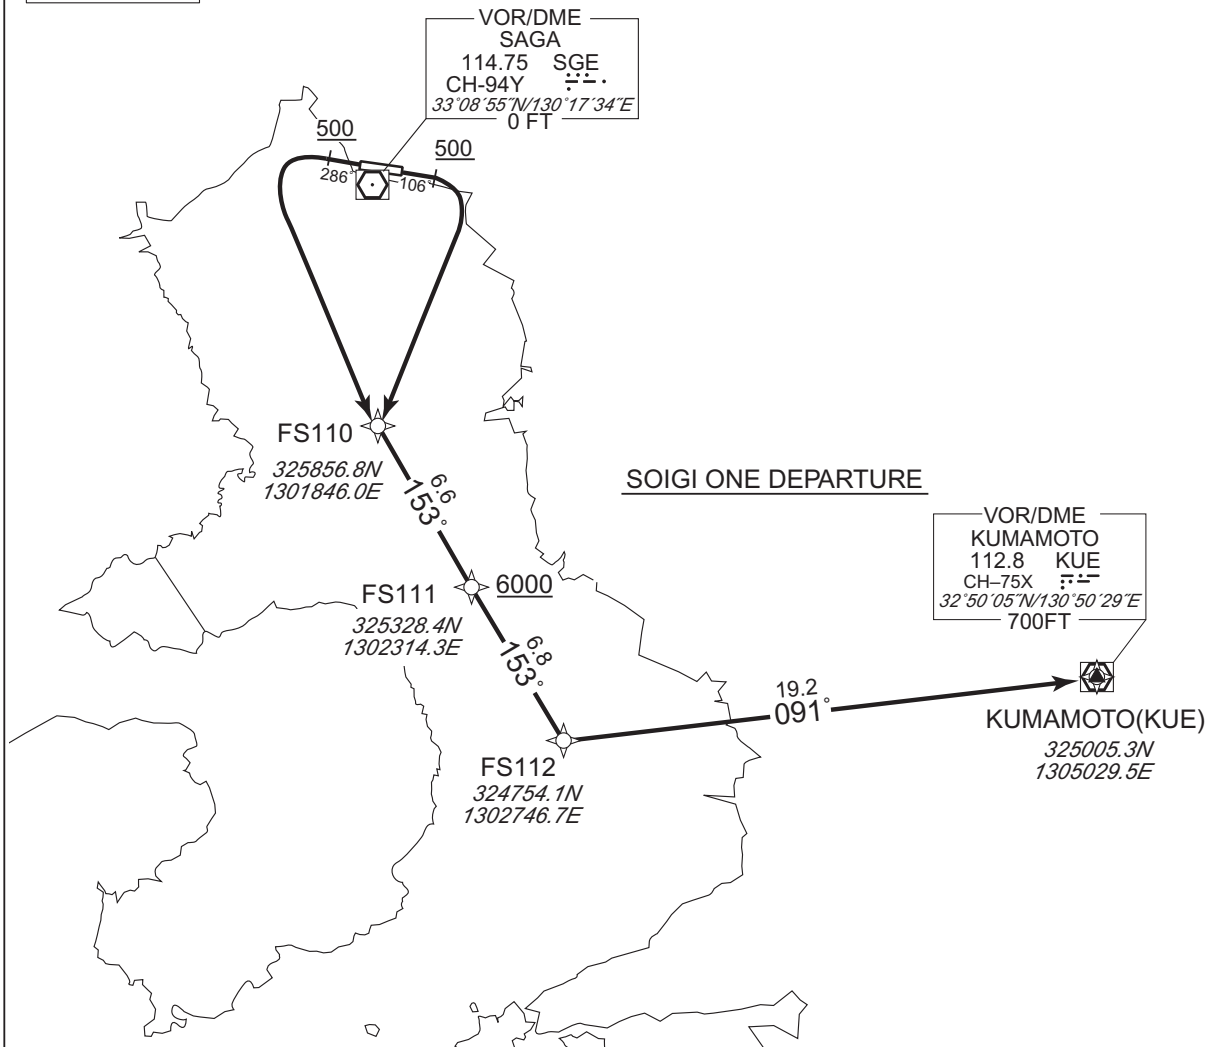 VOR/DME
SAGA
114.75 SGE
CH-94Y
33°08´55˝N/130°17´34˝E
0 FT
500
500
286°
106°
FS110
325856.8N
1301846.0E
6.6
153°
SOIGI ONE DEPARTURE
VOR/DME
KUMAMOTO
112.8 KUE
CH–75X
32°50´05˝N/130°50´29˝E
700FT
FS111
6000
325328.4N
1302314.3E
6.8
153°
19.2
091°
KUMAMOTO(KUE)
325005.3N
1305029.5E
FS112
324754.1N
1302746.7E